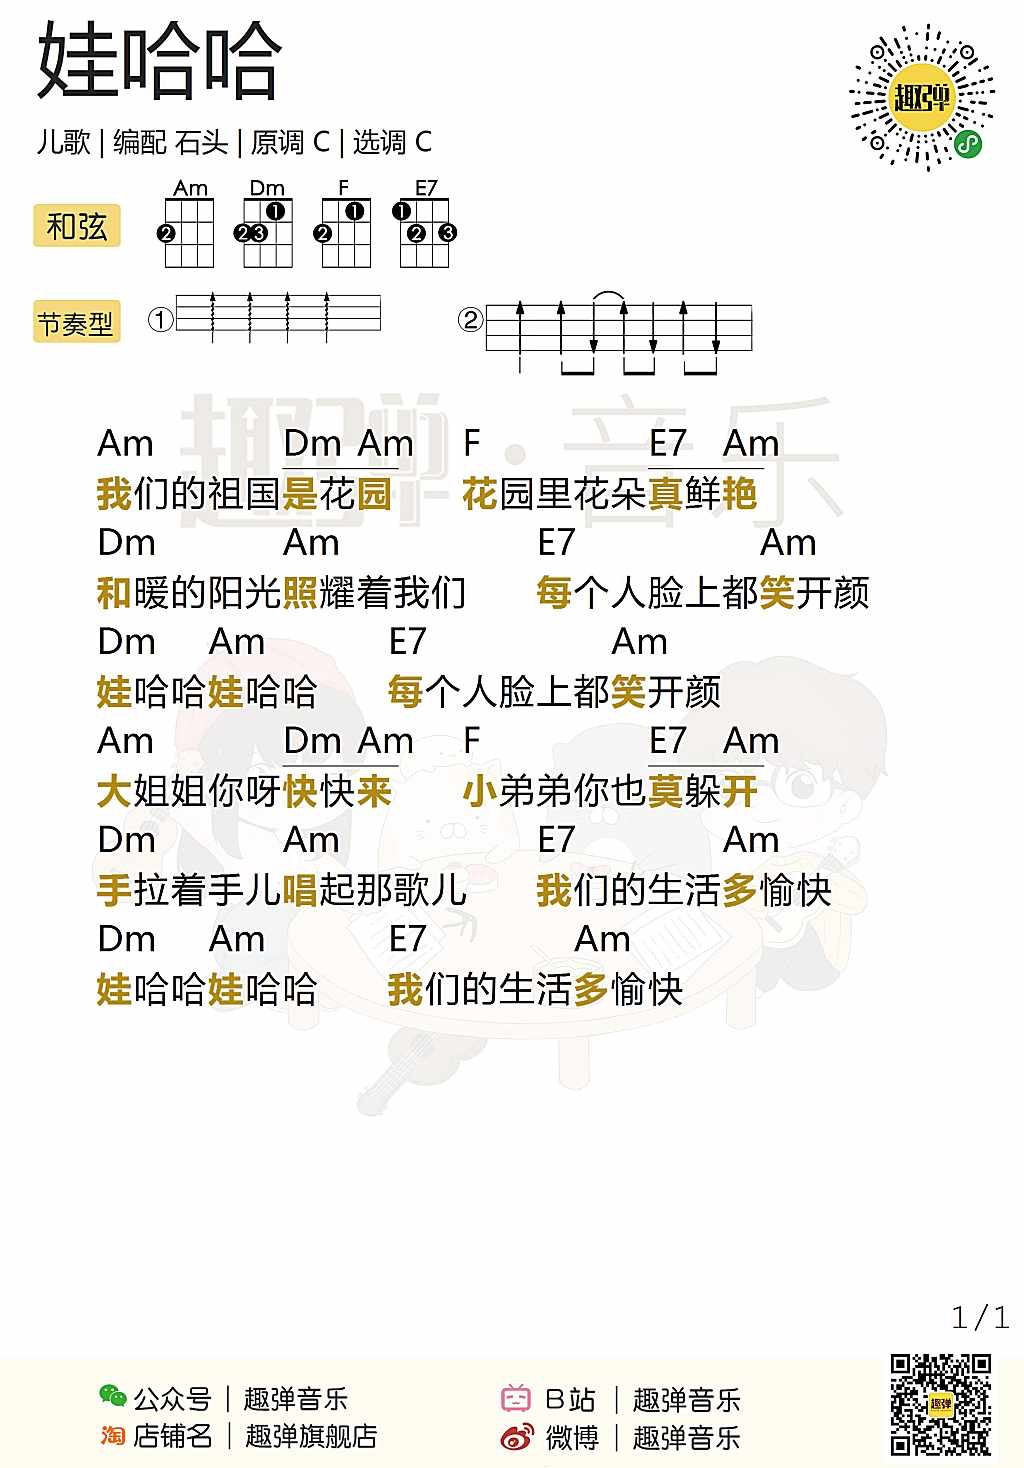 娃哈哈
趣弹
儿歌 | 编配 石头 | 原调 C | 选调 C
和弦 Am Dm F E7
2 2 3 1 2 1 1 2 3
节奏型 ① ②
趣弹·音乐
Am Dm Am F E7 Am
我们的祖国是花园 花园里花朵真鲜艳
Dm Am E7 Am
和暖的阳光照耀着我们 每个人脸上都笑开颜
Dm Am E7 Am
娃哈哈娃哈哈 每个人脸上都笑开颜
Am Dm Am F E7 Am
大姐姐你呀快快来 小弟弟你也莫躲开
Dm Am E7 Am
手拉着手儿唱起那歌儿 我们的生活多愉快
Dm Am E7 Am
娃哈哈娃哈哈 我们的生活多愉快
1/1
公众号 | 趣弹音乐 B站 | 趣弹音乐
淘 店铺名 | 趣弹旗舰店 微博 | 趣弹音乐
趣弹